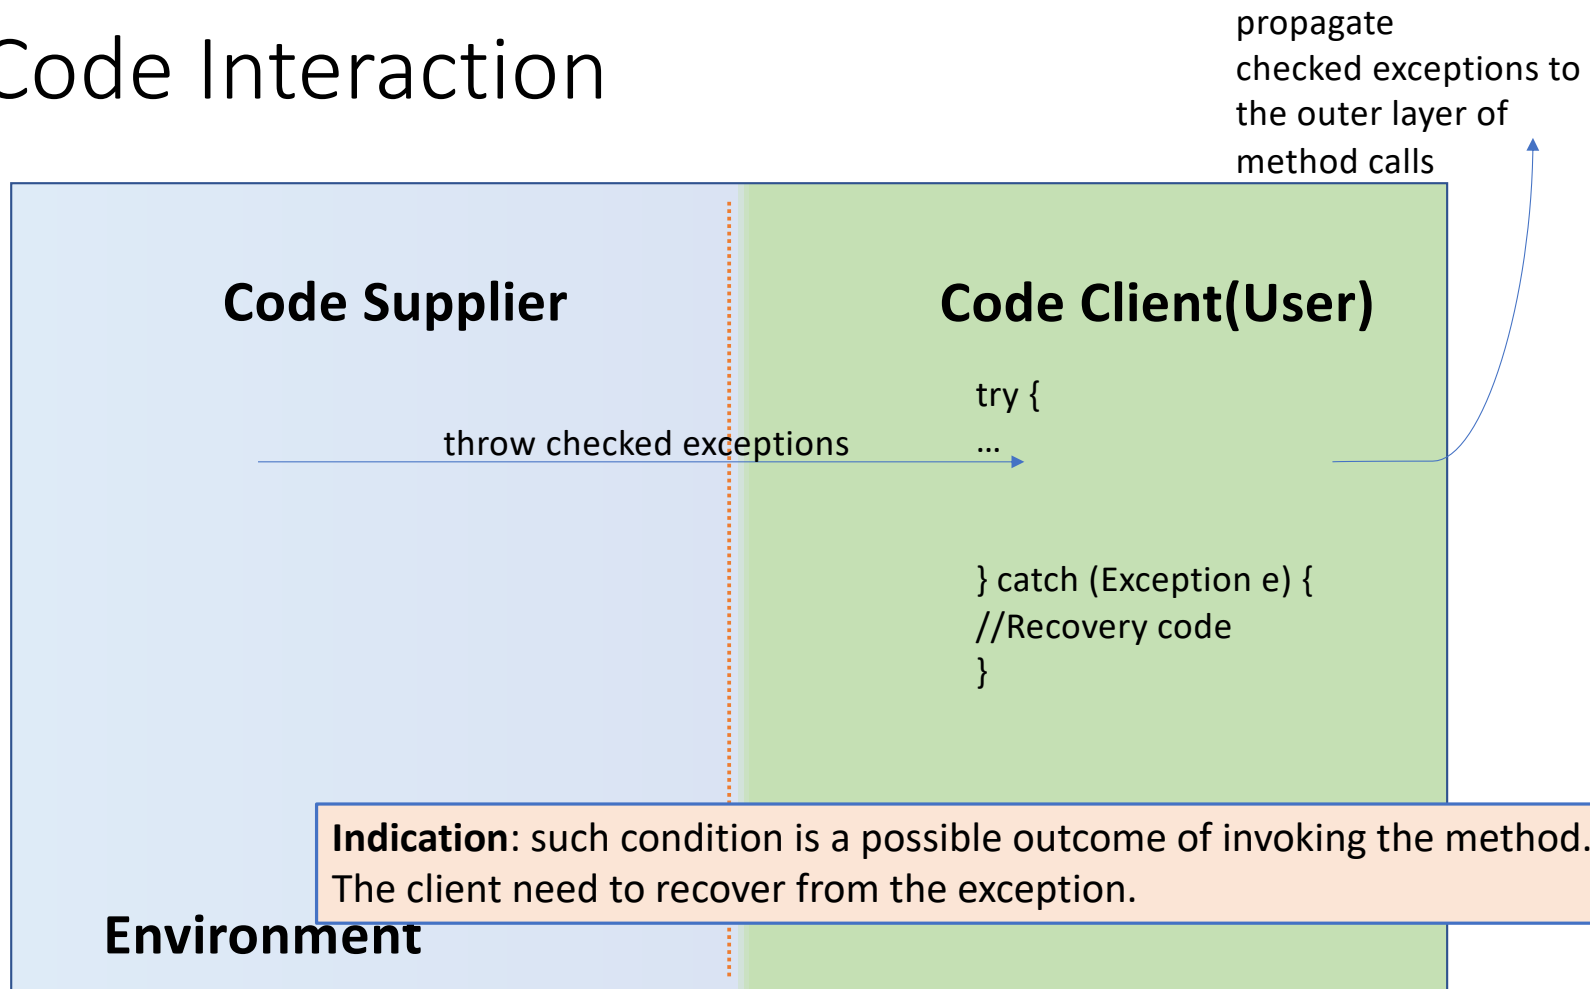 Code Interaction
propagate
checked exceptions to
the outer layer of
method calls
Code Supplier
Code Client(User)
try {
throw checked exceptions
…
} catch (Exception e) {
//Recovery code
}
Indication: such condition is a possible outcome of invoking the method.
The client need to recover from the exception.
Environment